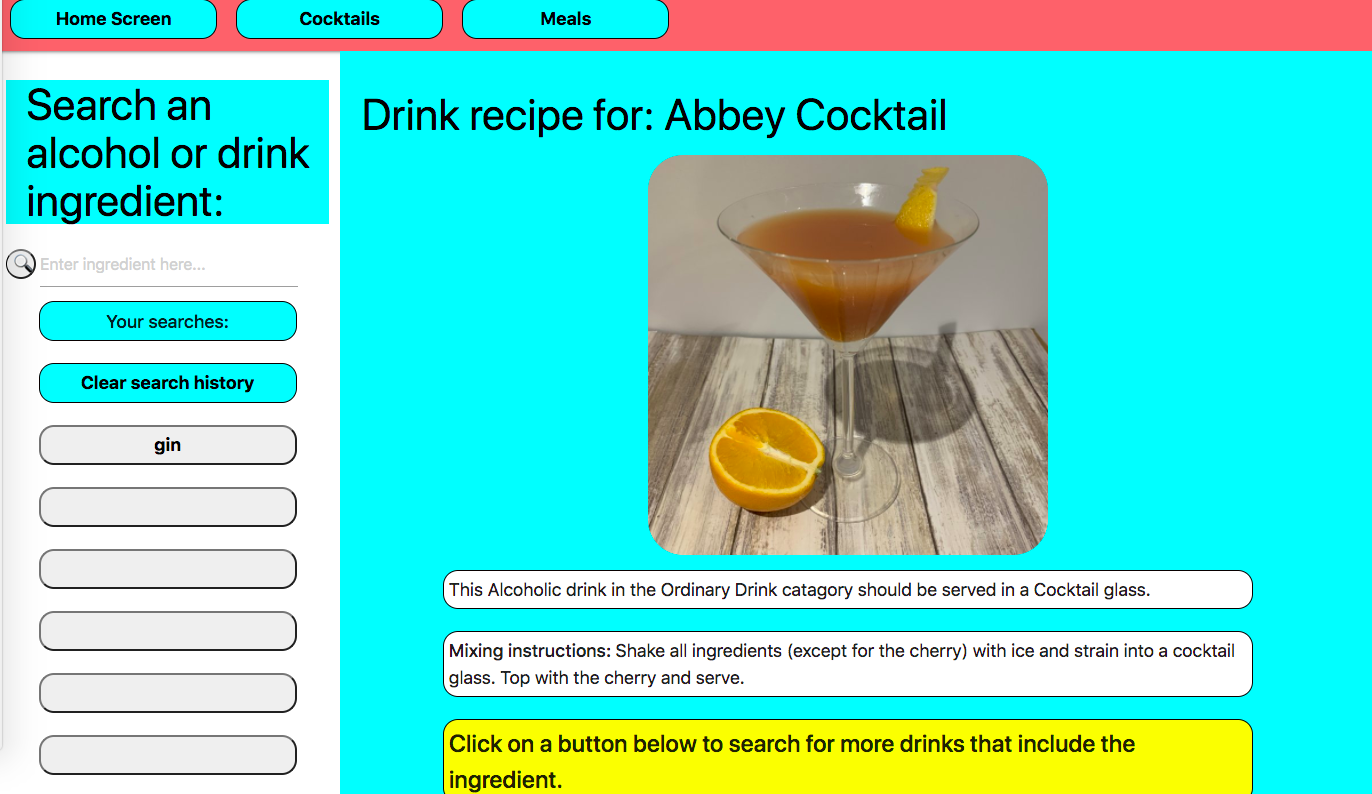 Home Screen
Cocktails
Meals
Search an
alcohol or drink
ingredient:
Enter ingredient here...
Your searches:
Clear search history
gin
Drink recipe for: Abbey Cocktail
This Alcoholic drink in the Ordinary Drink catagory should be served in a Cocktail glass.
Mixing instructions: Shake all ingredients (except for the cherry) with ice and strain into a cocktail
glass. Top with the cherry and serve.
Click on a button below to search for more drinks that include the
ingredient.